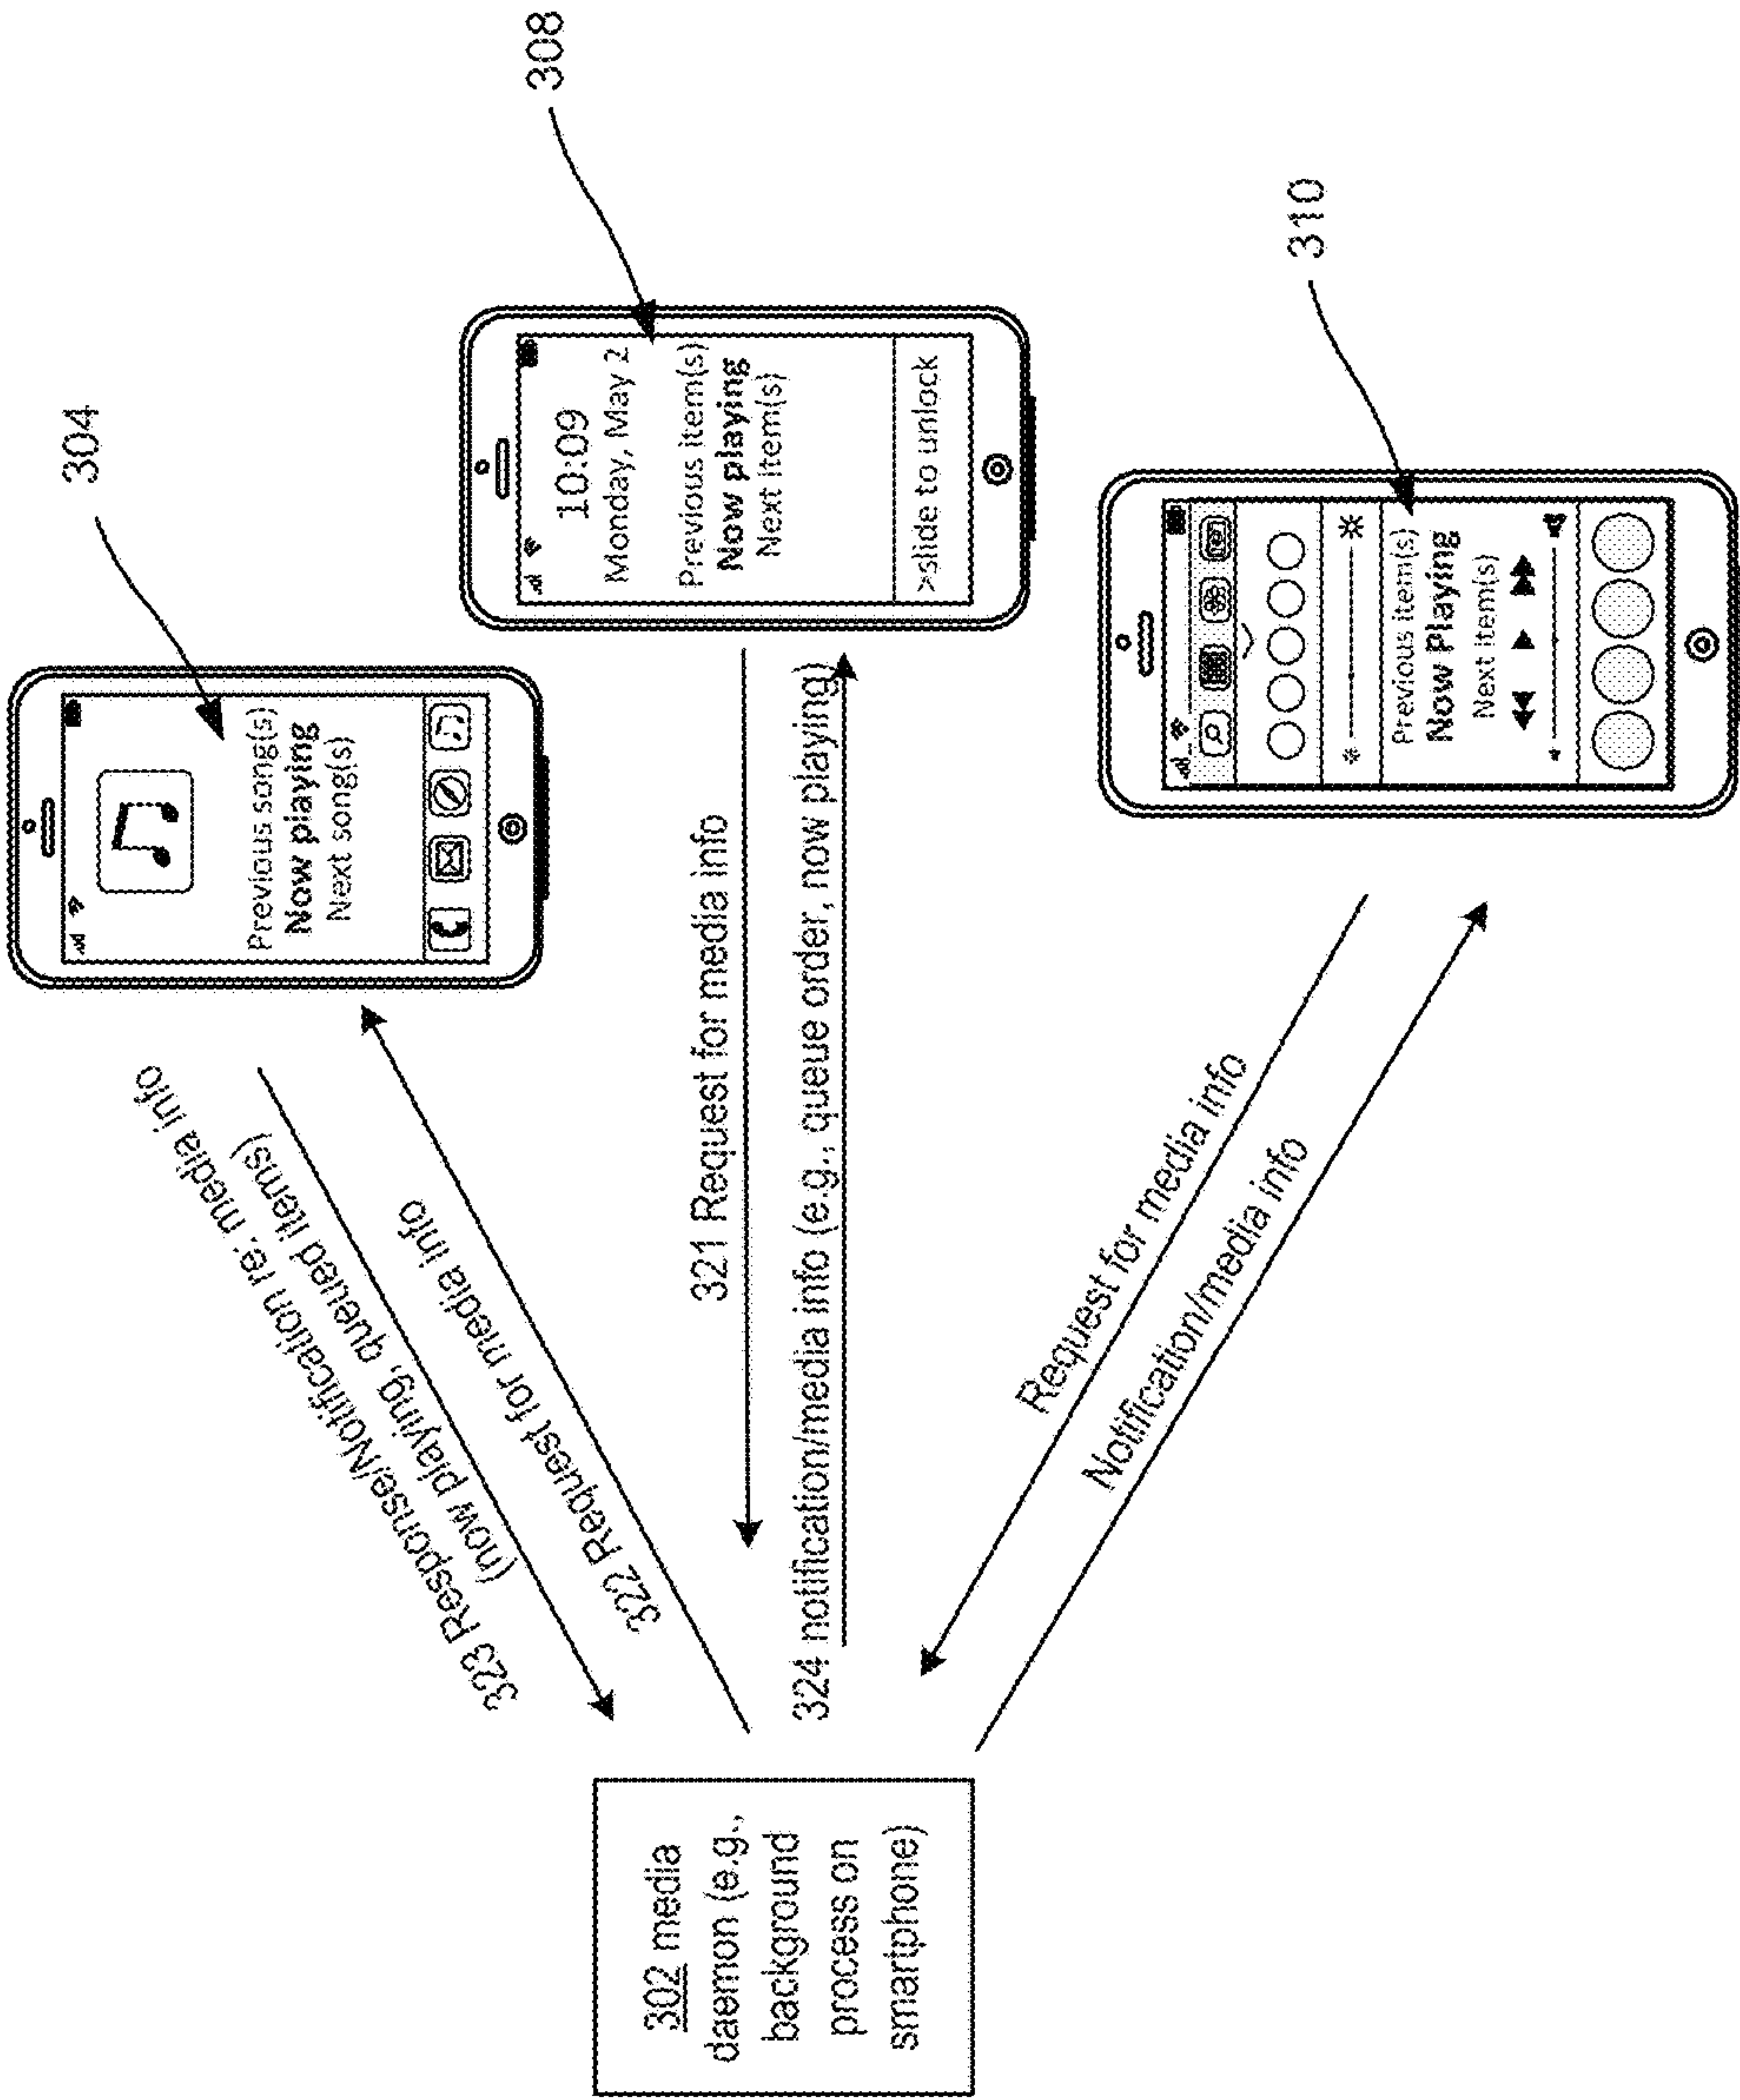 304
Previous song(s)
Now playing
Next song(s)
308
10:09
Monday, May 2
Previous item(s)
Now playing
Next item(s)
>slide to unlock
310
Previous item(s)
Now Playing
Next item(s)
323 Response/Notification re: media info
(now playing, queued items)
322 Request for media info
321 Request for media info
324 notification/media info (e.g., queue order, now playing)
Request for media info
Notification/media info
302 media
daemon (e.g.,
background
process on
smartphone)